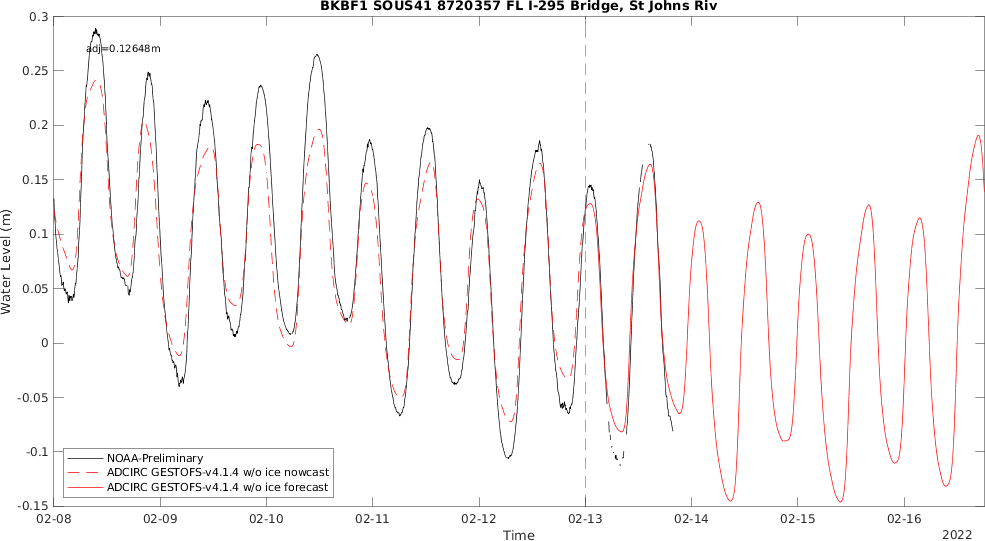 BKBF1 SOUS41 8720357 FL I-295 Bridge, St Johns Riv
adj=0.12648m
0.3
0.25
0.2
0.15
0.1
0.05
0
-0.05
-0.1
-0.15
Water Level (m)
NOAA-Preliminary
ADCIRC GESTOFS-v4.1.4 w/o ice nowcast
ADCIRC GESTOFS-v4.1.4 w/o ice forecast
02-08 02-09 02-10 02-11 02-12 02-13 02-14 02-15 02-16
Time
2022